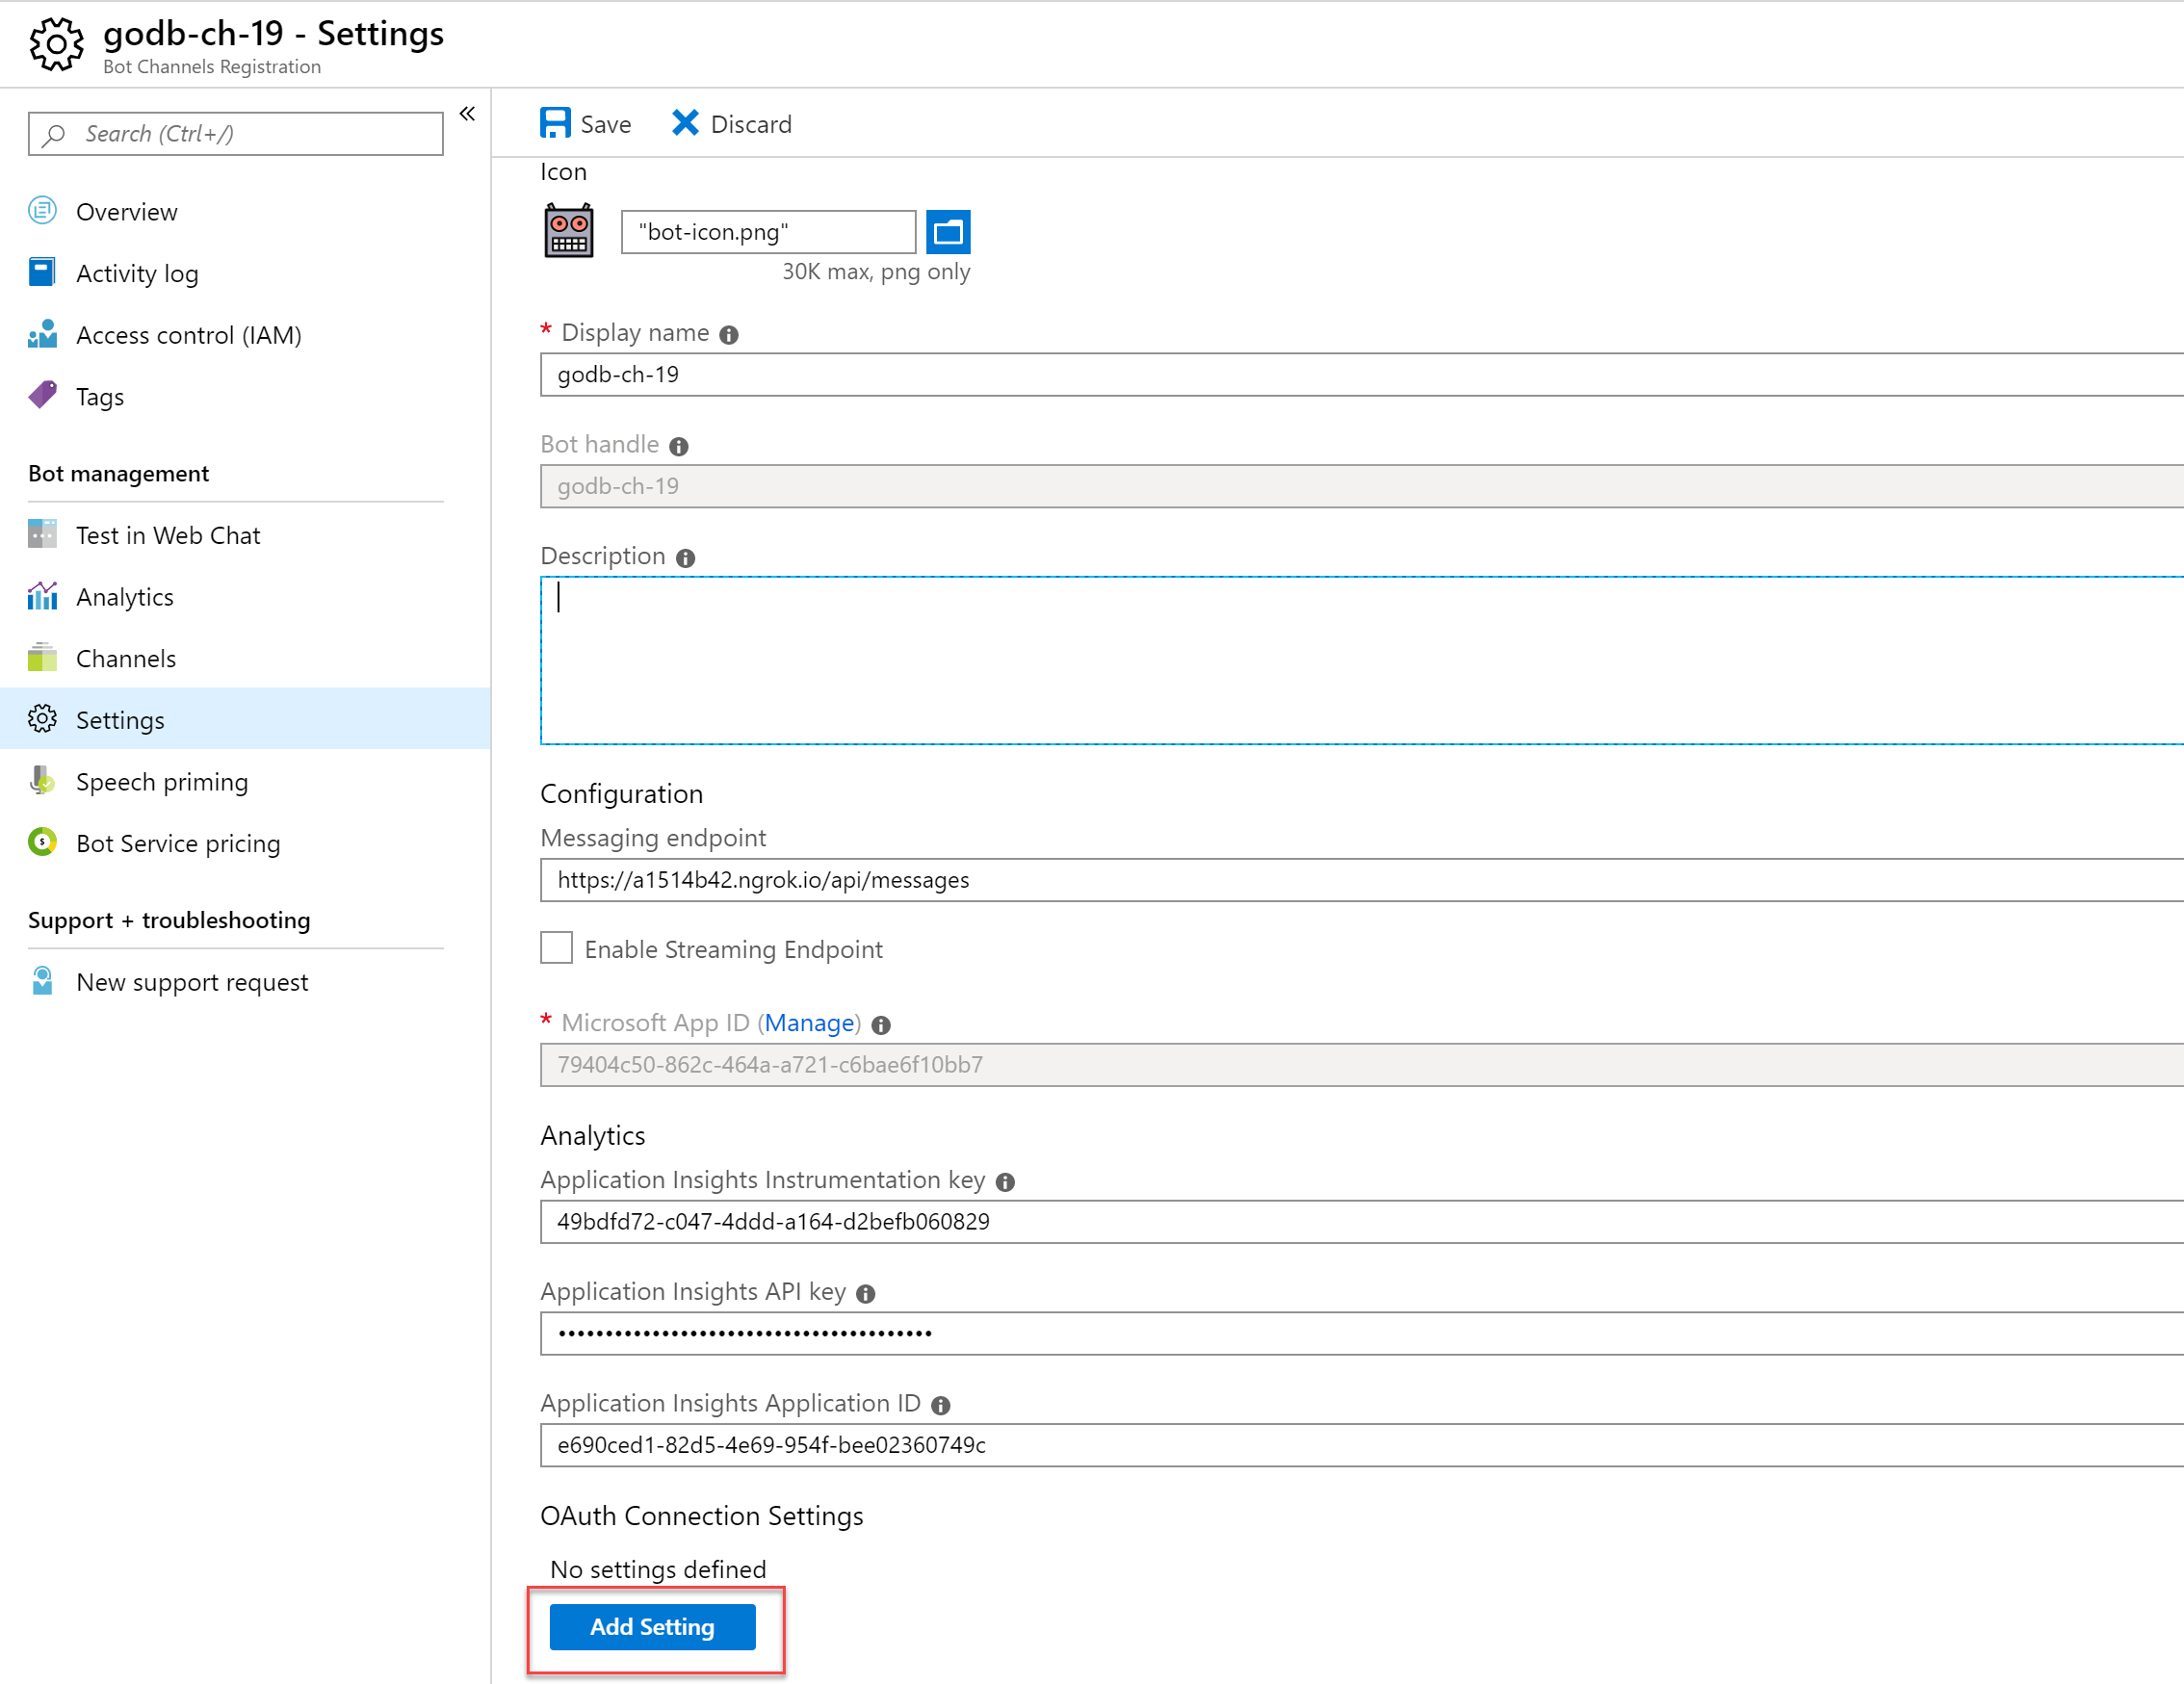 godb-ch-19 - Settings
Bot Channels Registration
Search (Ctrl+/)
Overview
Activity log
Access control (IAM)
Tags
Bot management
Test in Web Chat
Analytics
Channels
Settings
Speech priming
Bot Service pricing
Support + troubleshooting
New support request
Save Discard
Icon
"bot-icon.png"
30K max, png only
* Display name
godb-ch-19
Bot handle
godb-ch-19
Description
Configuration
Messaging endpoint
https://a1514b42.ngrok.io/api/messages
Enable Streaming Endpoint
* Microsoft App ID (Manage)
79404c50-862c-464a-a721-c6bae6f10bb7
Analytics
Application Insights Instrumentation key
49bdfd72-c047-4ddd-a164-d2befb060829
Application Insights API key
Application Insights Application ID
e690ced1-82d5-4e69-954f-bee02360749c
OAuth Connection Settings
No settings defined
Add Setting